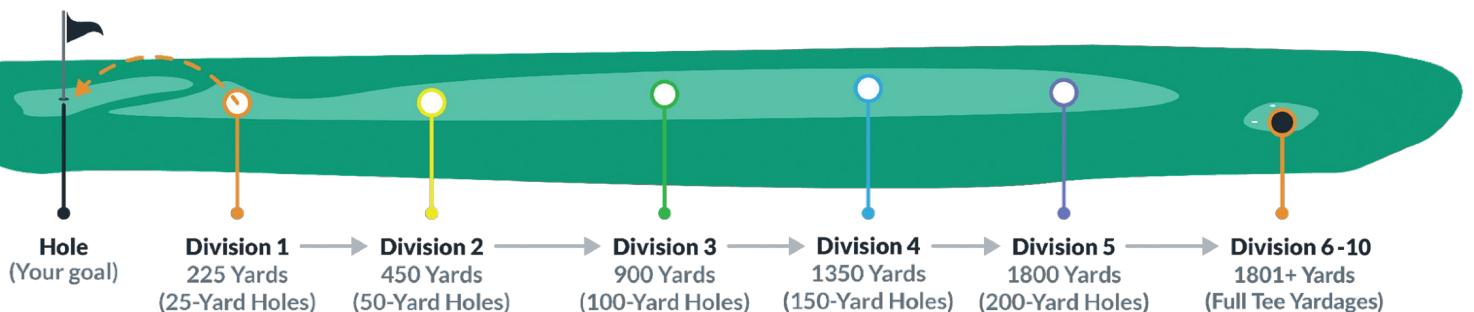 Hole
(Your goal)
Division 1
225 Yards
(25-Yard Holes)
Division 2
450 Yards
(50-Yard Holes)
Division 3
900 Yards
(100-Yard Holes)
Division 4
1350 Yards
(150-Yard Holes)
Division 5
1800 Yards
(200-Yard Holes)
Division 6-10
1801+ Yards
(Full Tee Yardages)